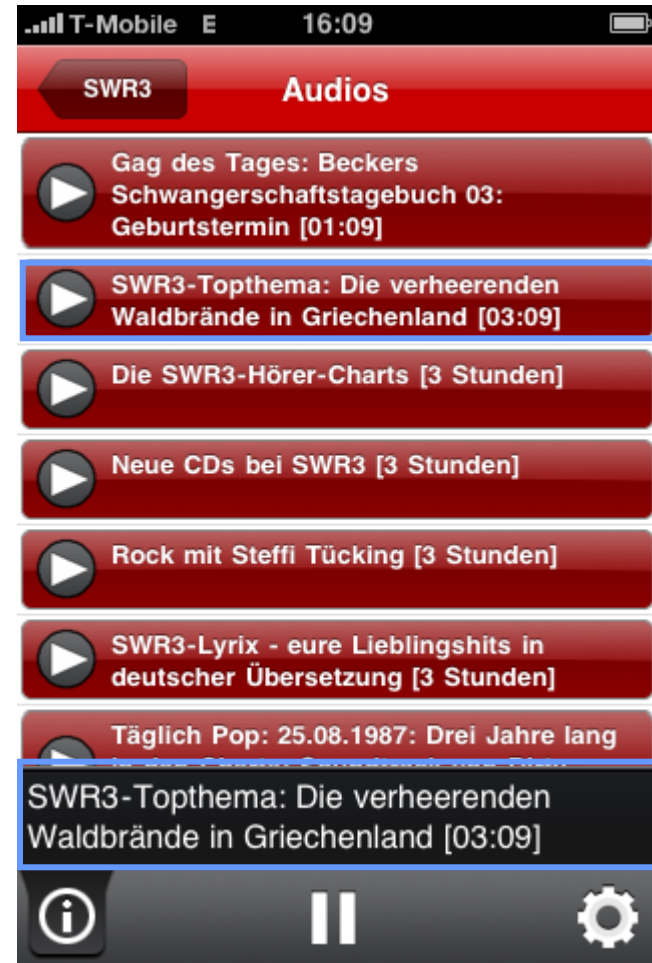 T-Mobile E 16:09
SWR3 Audios
Gag des Tages: Beckers
Schwangerschaftstagebuch 03:
Geburtstermin [01:09]
SWR3-Topthema: Die verheerenden
Waldbrände in Griechenland [03:09]
Die SWR3-Hörer-Charts [3 Stunden]
Neue CDs bei SWR3 [3 Stunden]
Rock mit Steffi Tücking [3 Stunden]
SWR3-Lyrix - eure Lieblingshits in
deutscher Übersetzung [3 Stunden]
Täglich Pop: 25.08.1987: Drei Jahre lang
SWR3-Topthema: Die verheerenden
Waldbrände in Griechenland [03:09]